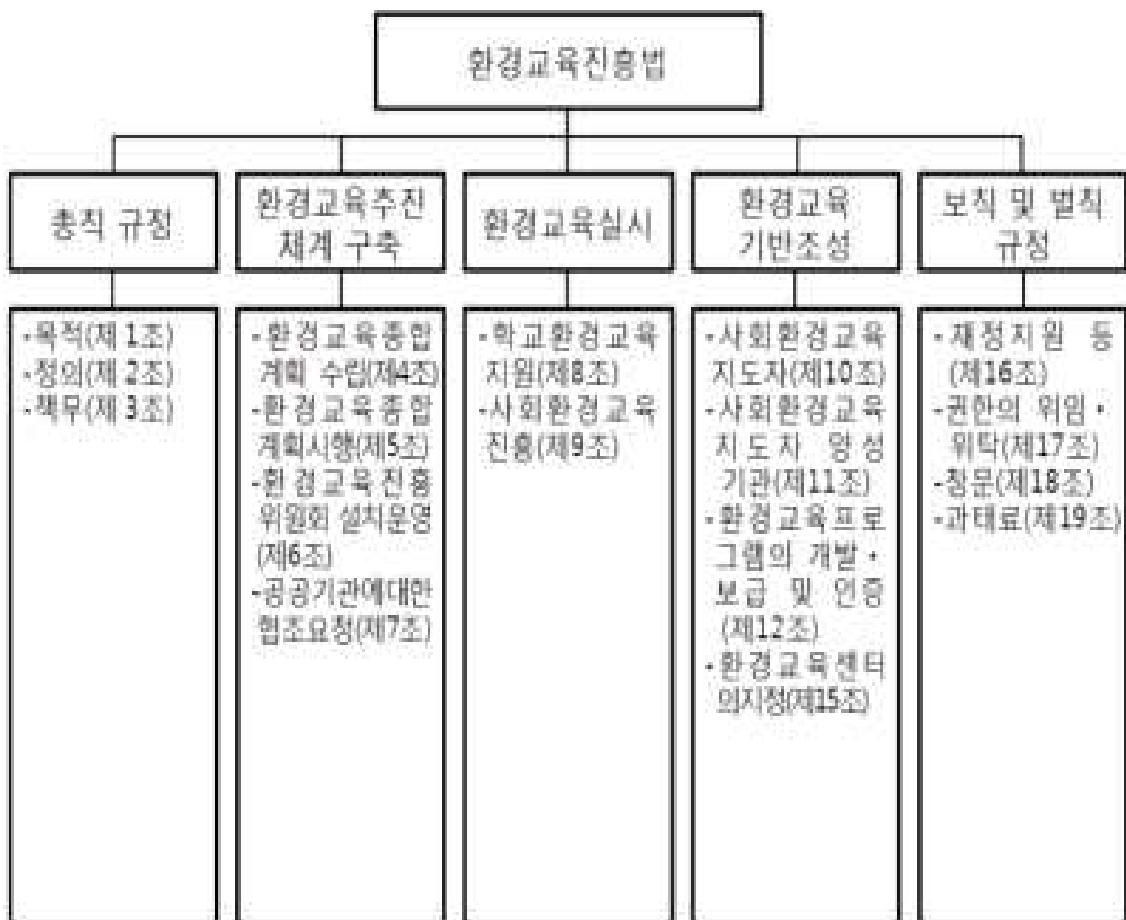 환경교육진흥법
총칙 규정
환경교육추진
체계 구축
환경교육실시
환경교육
기반조성
보칙 및 벌칙
규정
-목적(제 1조)
-정의(제 2조)
-책무(제 3조)
-환경교육종합
계획 수립(제4조)
-환경교육종합
계획시행(제5조)
-환경교육진흥
위원회 설치운영
(제6조)
-공공기관에대한
협조요청(제7조)
-학교환경교육
지원(제8조)
-사회환경교육
진흥(제9조)
-사회환경교육
지도자(제10조)
-사회환경교육
지도자 양성
기관(제11조)
-환경교육프로
그램의 개발・
보급 및 인증
(제12조)
-환경교육센터
의지정(제15조)
-재정지원 등
(제16조)
-권한의 위임・
위탁(제17조)
-청문(제18조)
-과태료(제19조)